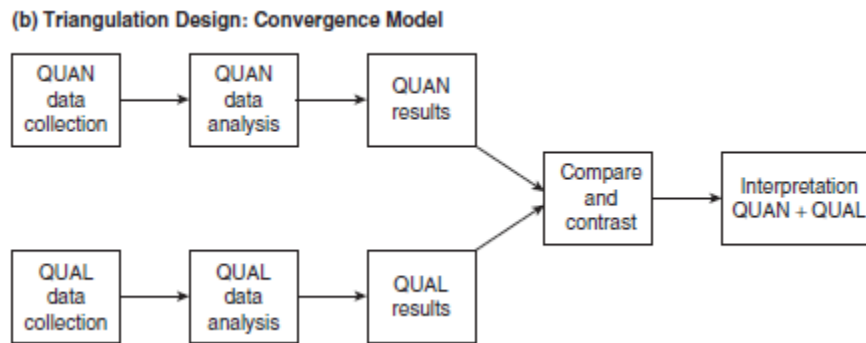 (b) Triangulation Design: Convergence Model
QUAN
data
collection
QUAN
data
analysis
QUAN
results
Compare
and
contrast
Interpretation
QUAN + QUAL
QUAL
data
collection
QUAL
data
analysis
QUAL
results